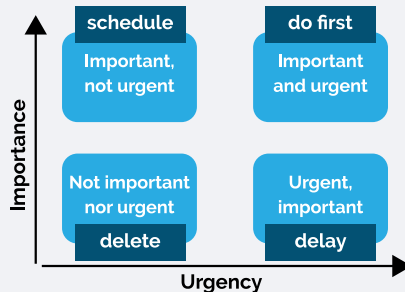 schedule
Important,
not urgent
do first
Important
and urgent
Not important
nor urgent
delete
Urgent,
important
delay
Importance
Urgency